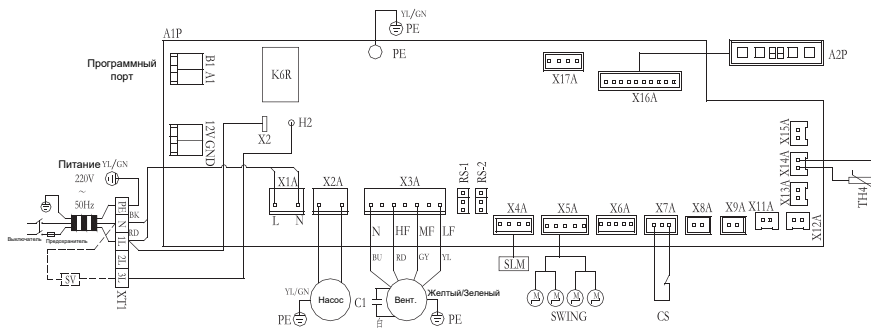 YL/GN
PE
A1P
PE
B1 A1
Программный
порт
K6R
X17A
X16A
A2P
12V GND
X2
H2
X15A
X14A
X13A
TH4
Питание YL/GN
220V
~
50Hz
PE
N
1L
2L
3L
BK
RD
XT1
Выключатель
Предохранитель
SV
X1A
L N
X2A
X3A
N HF MF LF
BU RD GY YL
RS-1
RS-2
X4A
X5A
X6A
X7A
X8A
X9A
X11A
X12A
SLM
M M M M
SWING
CS
YL/GN
Насос
PE
C1
白
Вент.
Желтый/Зеленый
PE